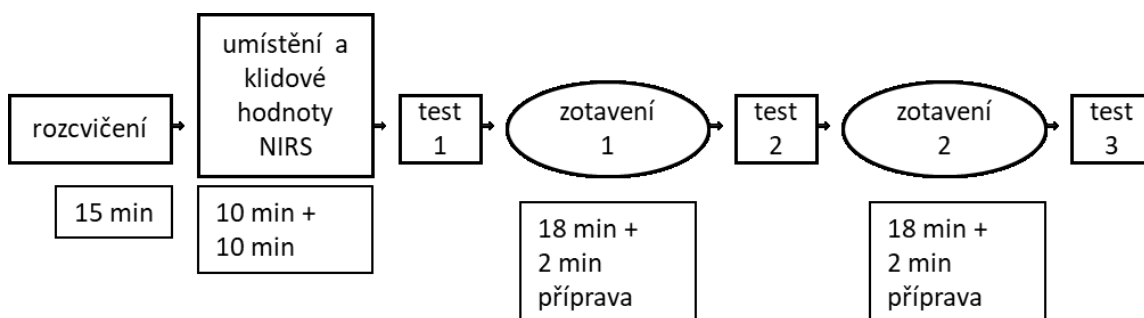 rozcvičení
umístění a
klidové
hodnoty
NIRS
test
1
zotavení
1
test
2
zotavení
2
test
3
15 min
10 min +
10 min
18 min +
2 min
příprava
18 min +
2 min
příprava